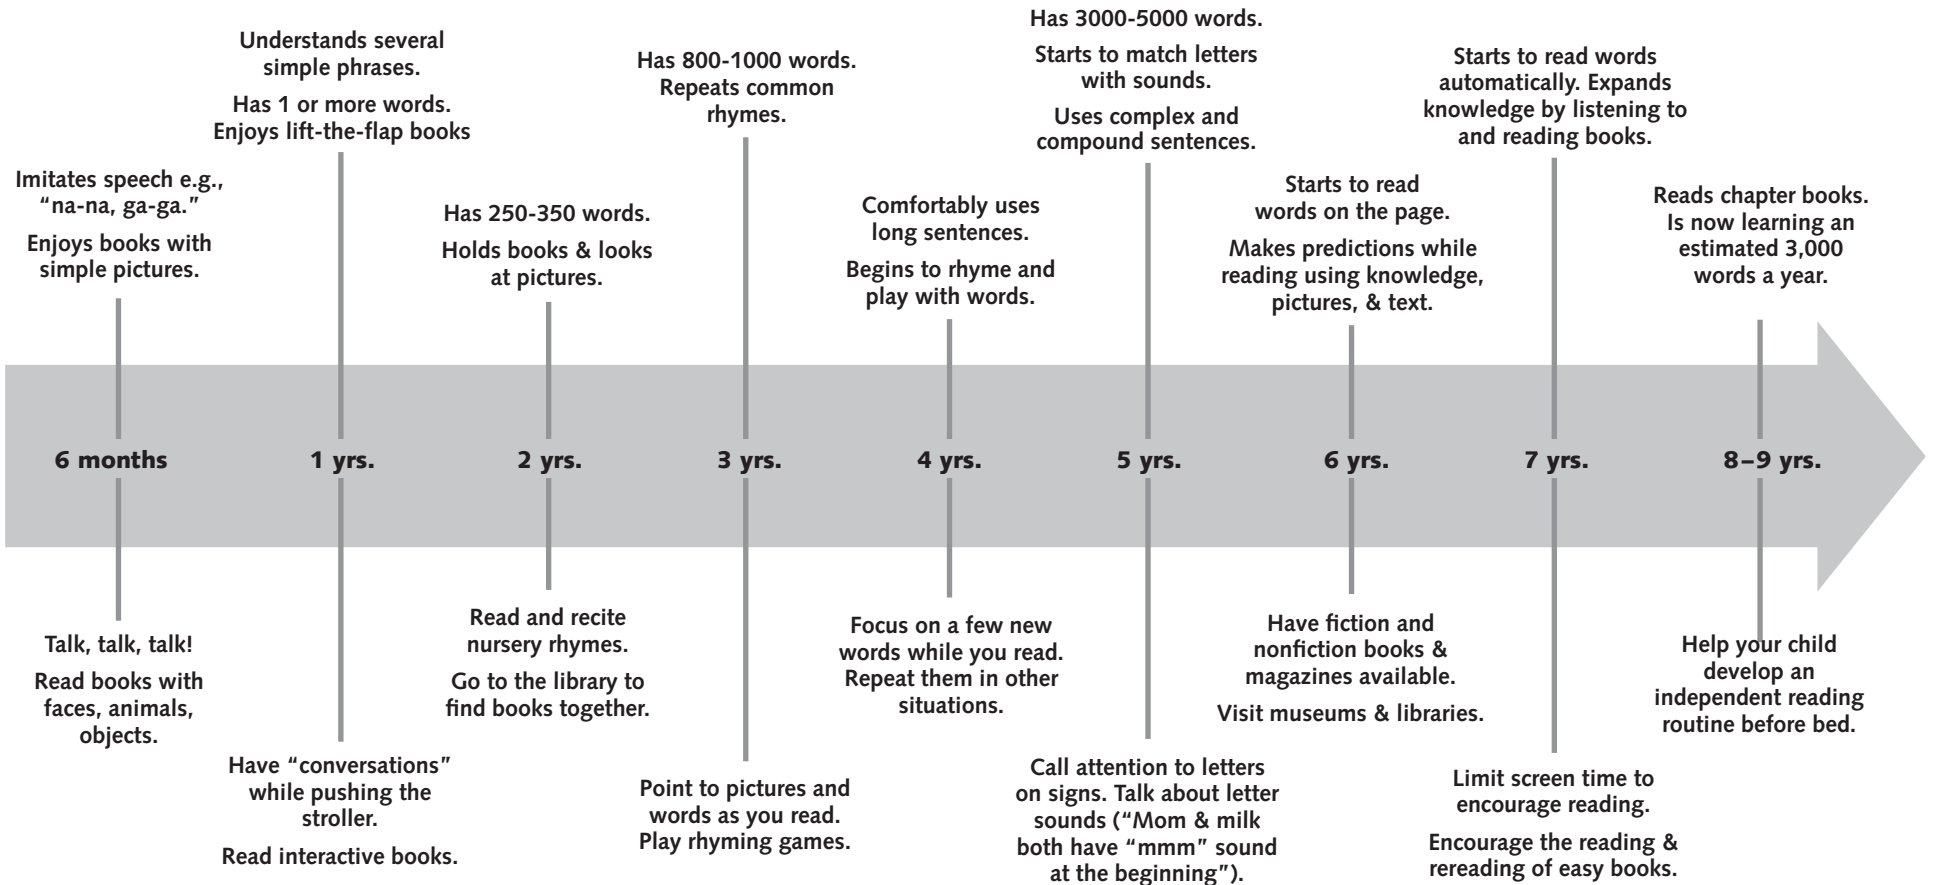 Imitates speech e.g.,
“na-na, ga-ga.”
Enjoys books with
simple pictures.
Understands several
simple phrases.
Has 1 or more words.
Enjoys lift-the-flap books
Has 250-350 words.
Holds books & looks
at pictures.
Has 800-1000 words.
Repeats common
rhymes.
Comfortably uses
long sentences.
Begins to rhyme and
play with words.
Has 3000-5000 words.
Starts to match letters
with sounds.
Uses complex and
compound sentences.
Starts to read
words on the page.
Makes predictions while
reading using knowledge,
pictures, & text.
Starts to read words
automatically. Expands
knowledge by listening to
and reading books.
Reads chapter books.
Is now learning an
estimated 3,000
words a year.
6 months
1 yrs.
2 yrs.
3 yrs.
4 yrs.
5 yrs.
6 yrs.
7 yrs.
8–9 yrs.
Talk, talk, talk!
Read books with
faces, animals,
objects.
Have “conversations”
while pushing the
stroller.
Read interactive books.
Read and recite
nursery rhymes.
Go to the library to
find books together.
Point to pictures and
words as you read.
Play rhyming games.
Focus on a few new
words while you read.
Repeat them in other
situations.
Call attention to letters
on signs. Talk about letter
sounds (“Mom & milk
both have “mmm” sound
at the beginning”).
Have fiction and
nonfiction books &
magazines available.
Visit museums & libraries.
Limit screen time to
encourage reading.
Encourage the reading &
rereading of easy books.
Help your child
develop an
independent reading
routine before bed.